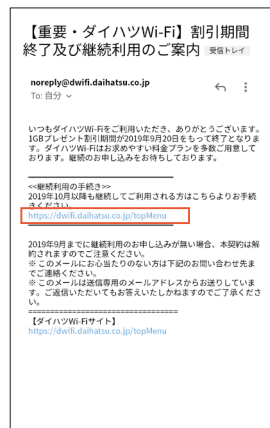 【重要・ダイハツWi-Fi】割引期間
終了及び継続利用のご案内 受信トレイ
noreply@dwifi.daihatsu.co.jp
To: 自分
いつもダイハツWi-Fiをご利用いただき、ありがとうございます。
1GBプレゼント割引期間が2019年9月20日をもって終了となりま
す。ダイハツWi-Fiはお求めやすい料金プランを多数ご用意して
おります。継続のお申し込みをお待ちしております。
<<継続利用の手続き>>
2019年10月以降も継続してご利用される方はこちらよりお手続
きください。
https://dwifi.daihatsu.co.jp/topMenu
2019年9月までに継続利用のお申し込みが無い場合、本契約は解
約されますのでご注意ください。
※ このメールにお心当たりのない方は下記のお問い合わせ先ま
でご連絡ください。
※ このメールは送信専用のメールアドレスからお送りしていま
す。ご返信いただいてもお答えいたしかねますのでご了承くださ
い。
==================================
【ダイハツWi-Fiサイト】
https://dwifi.daihatsu.co.jp/topMenu